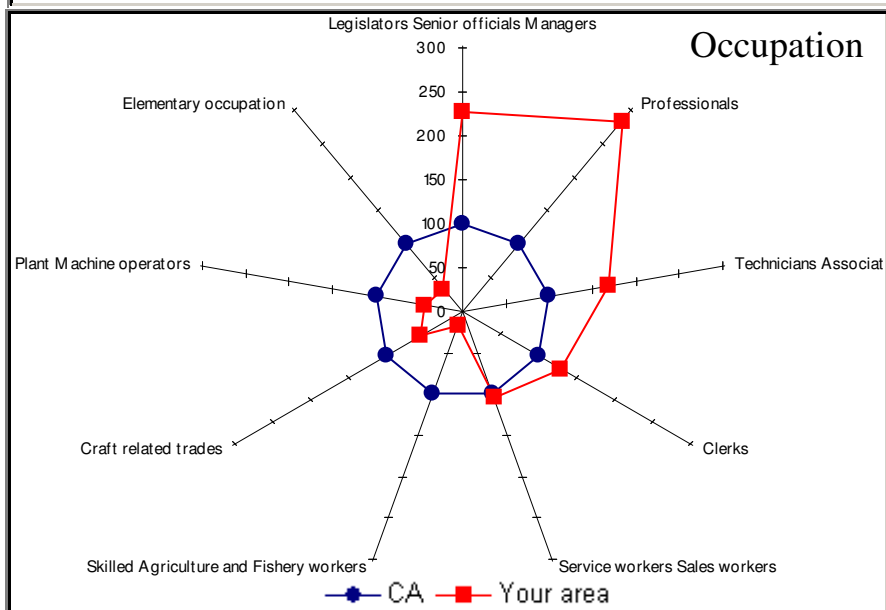 Legislators Senior officials Managers
Occupation
300
250
200
150
100
50
0
Elementary occupation
Professionals
Plant Machine operators
Technicians Associat
Craft related trades
Clerks
Skilled Agriculture and Fishery workers
Service workers Sales workers
CA
Your area